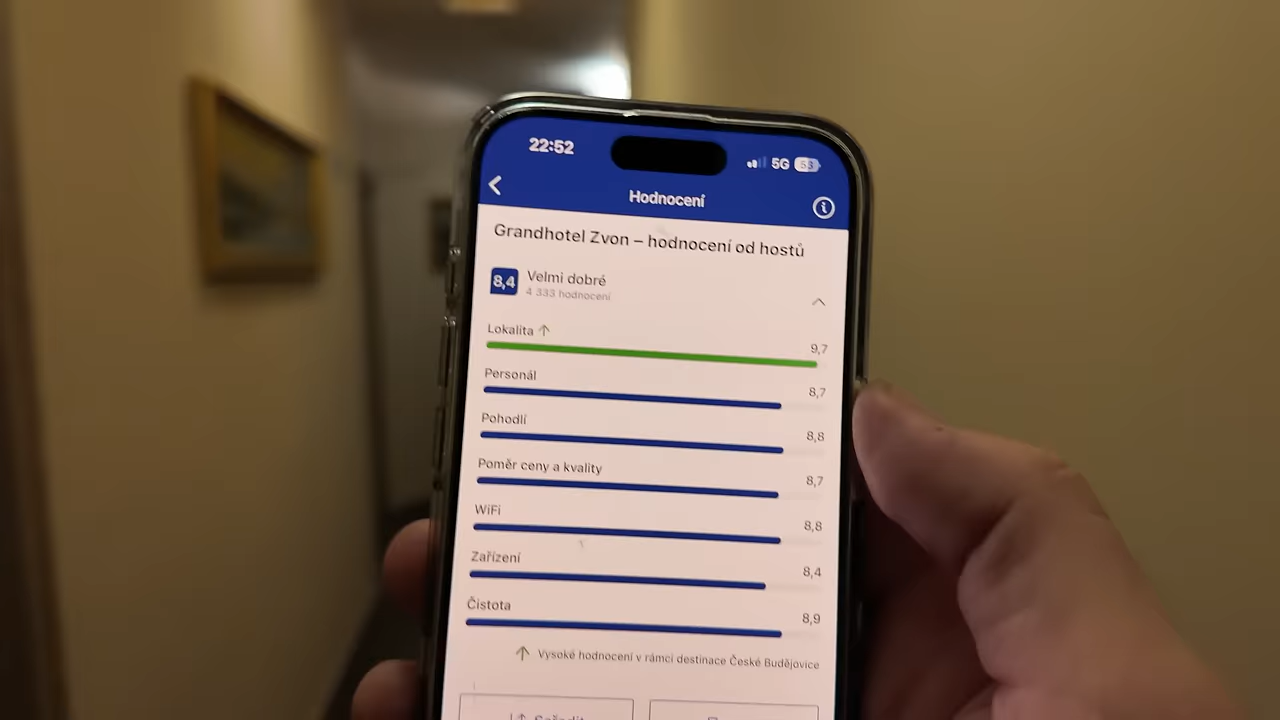 22:52 5G 53
Hodnocení
Grandhotel Zvon – hodnocení od hostů
8,4 Velmi dobré
4 333 hodnocení
Lokalita ↑ 9,7
Personál 8,7
Pohodlí 8,8
Poměr ceny a kvality 8,7
WiFi 8,8
Zařízení 8,4
Čistota 8,9
↑ Vysoké hodnocení v rámci destinace České Budějovice